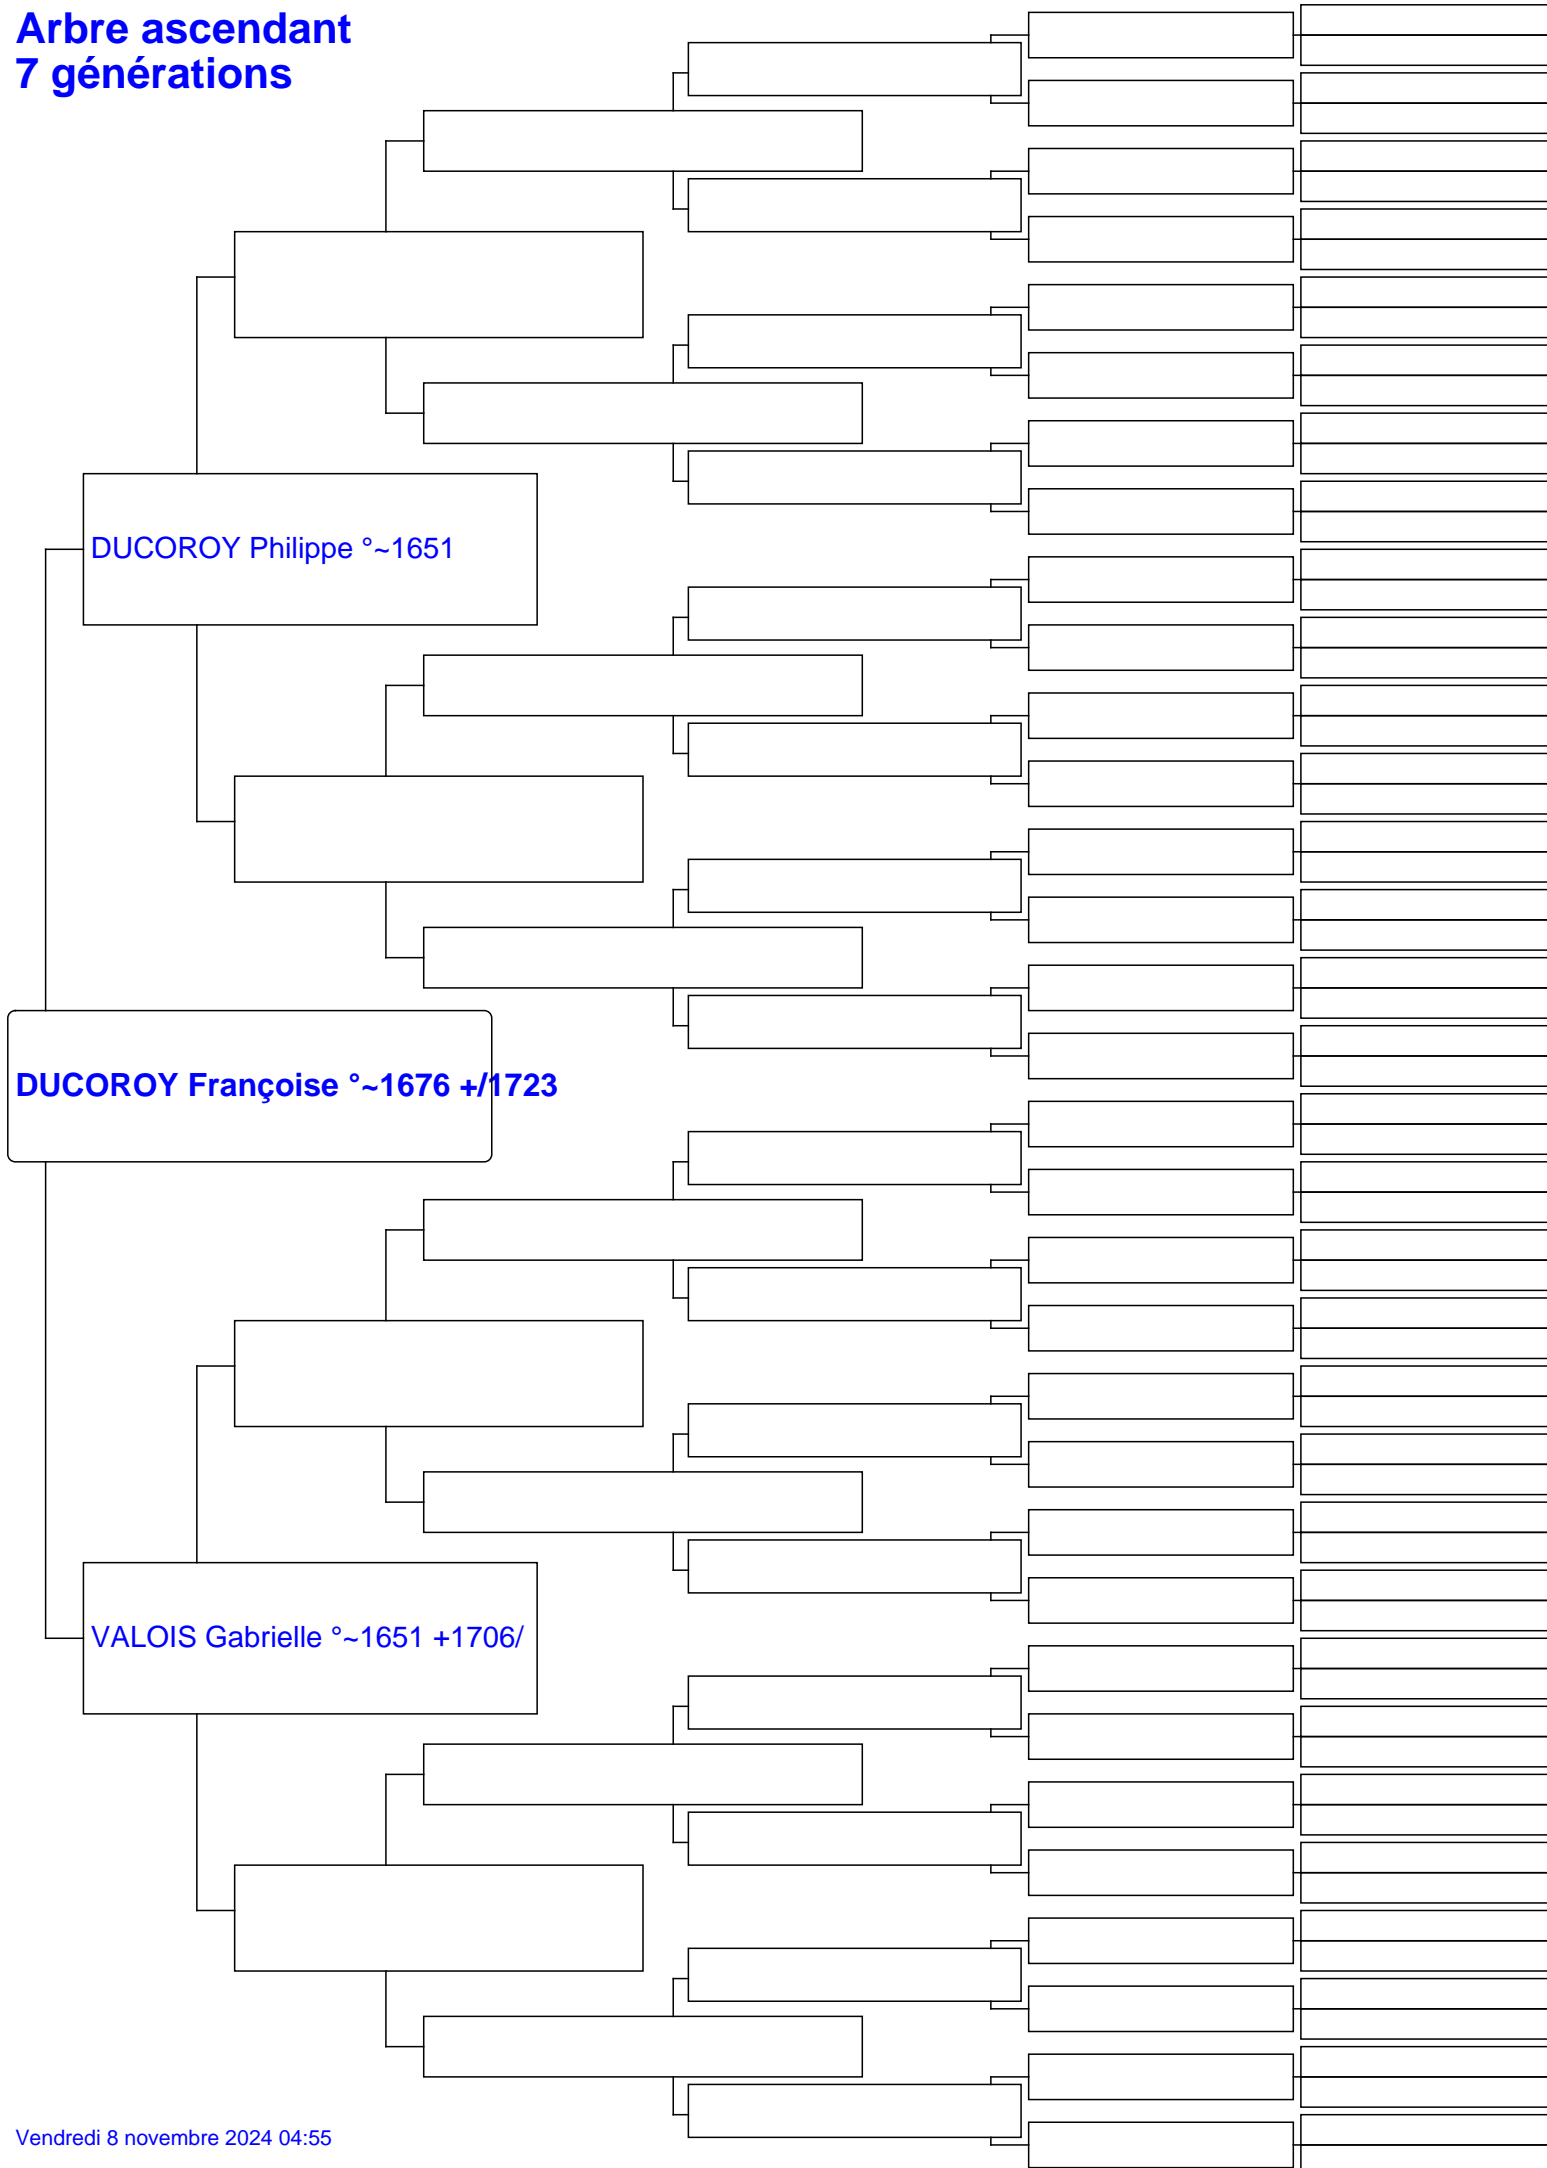 Arbre ascendant
7 générations
DUCOROY Philippe °~1651
DUCOROY Françoise °~1676 +/1723
VALOIS Gabrielle °~1651 +1706/
Vendredi 8 novembre 2024 04:55